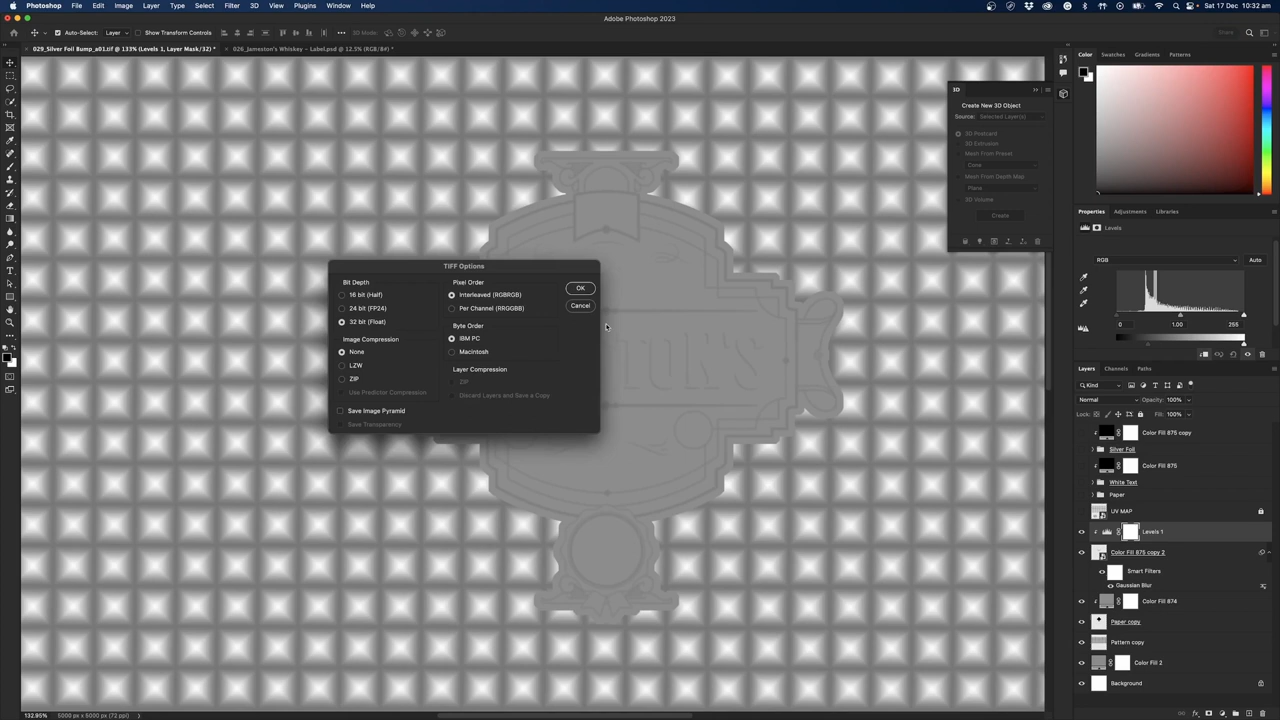 Photoshop File Edit Image Layer Type Select Filter 3D View Plugins Window Help
Sat 17 Dec 10:32 am
Adobe Photoshop 2023
Auto-Select: Layer Show Transform Controls 3D Mode: Share
029_Silver Foil Bump_a01.tif @ 133% (Levels 1, Layer Mask/32) *
026_Jameston's Whiskey – Label.psd @ 12.5% (RGB/8#) *
3D
Create New 3D Object
Source: Selected Layer(s)
3D Postcard
3D Extrusion
Mesh From Preset
Cone
Mesh From Depth Map
Plane
3D Volume
Create
Color Swatches Gradients Patterns
Properties Adjustments Libraries
Levels
RGB Auto
0 1.00 255
Layers Channels Paths
Kind
Normal Opacity: 100%
Lock: Fill: 100%
Color Fill 875 copy
Silver Foil
Color Fill 875
White Text
Paper
UV MAP
Levels 1
Color Fill 875 copy 2
Smart Filters
Gaussian Blur
Color Fill 874
Paper copy
Pattern copy
Color Fill 2
Background
TIFF Options
Bit Depth
16 bit (Half)
24 bit (FP24)
32 bit (Float)
Image Compression
None
LZW
ZIP
Use Predictor Compression
Save Image Pyramid
Save Transparency
Pixel Order
Interleaved (RGBRGB)
Per Channel (RRGGBB)
Byte Order
IBM PC
Macintosh
Layer Compression
ZIP
Discard Layers and Save a Copy
OK
Cancel
TON'S
132.95% 5000 px x 5000 px (72 ppi)